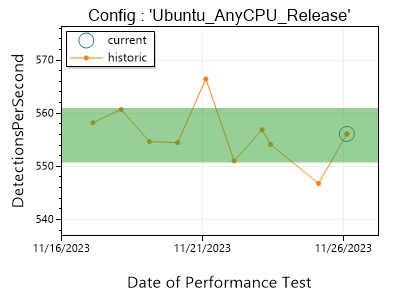 Config : 'Ubuntu_AnyCPU_Release'
current
historic
DetectionsPerSecond
570
560
550
540
11/16/2023
11/21/2023
11/26/2023
Date of Performance Test